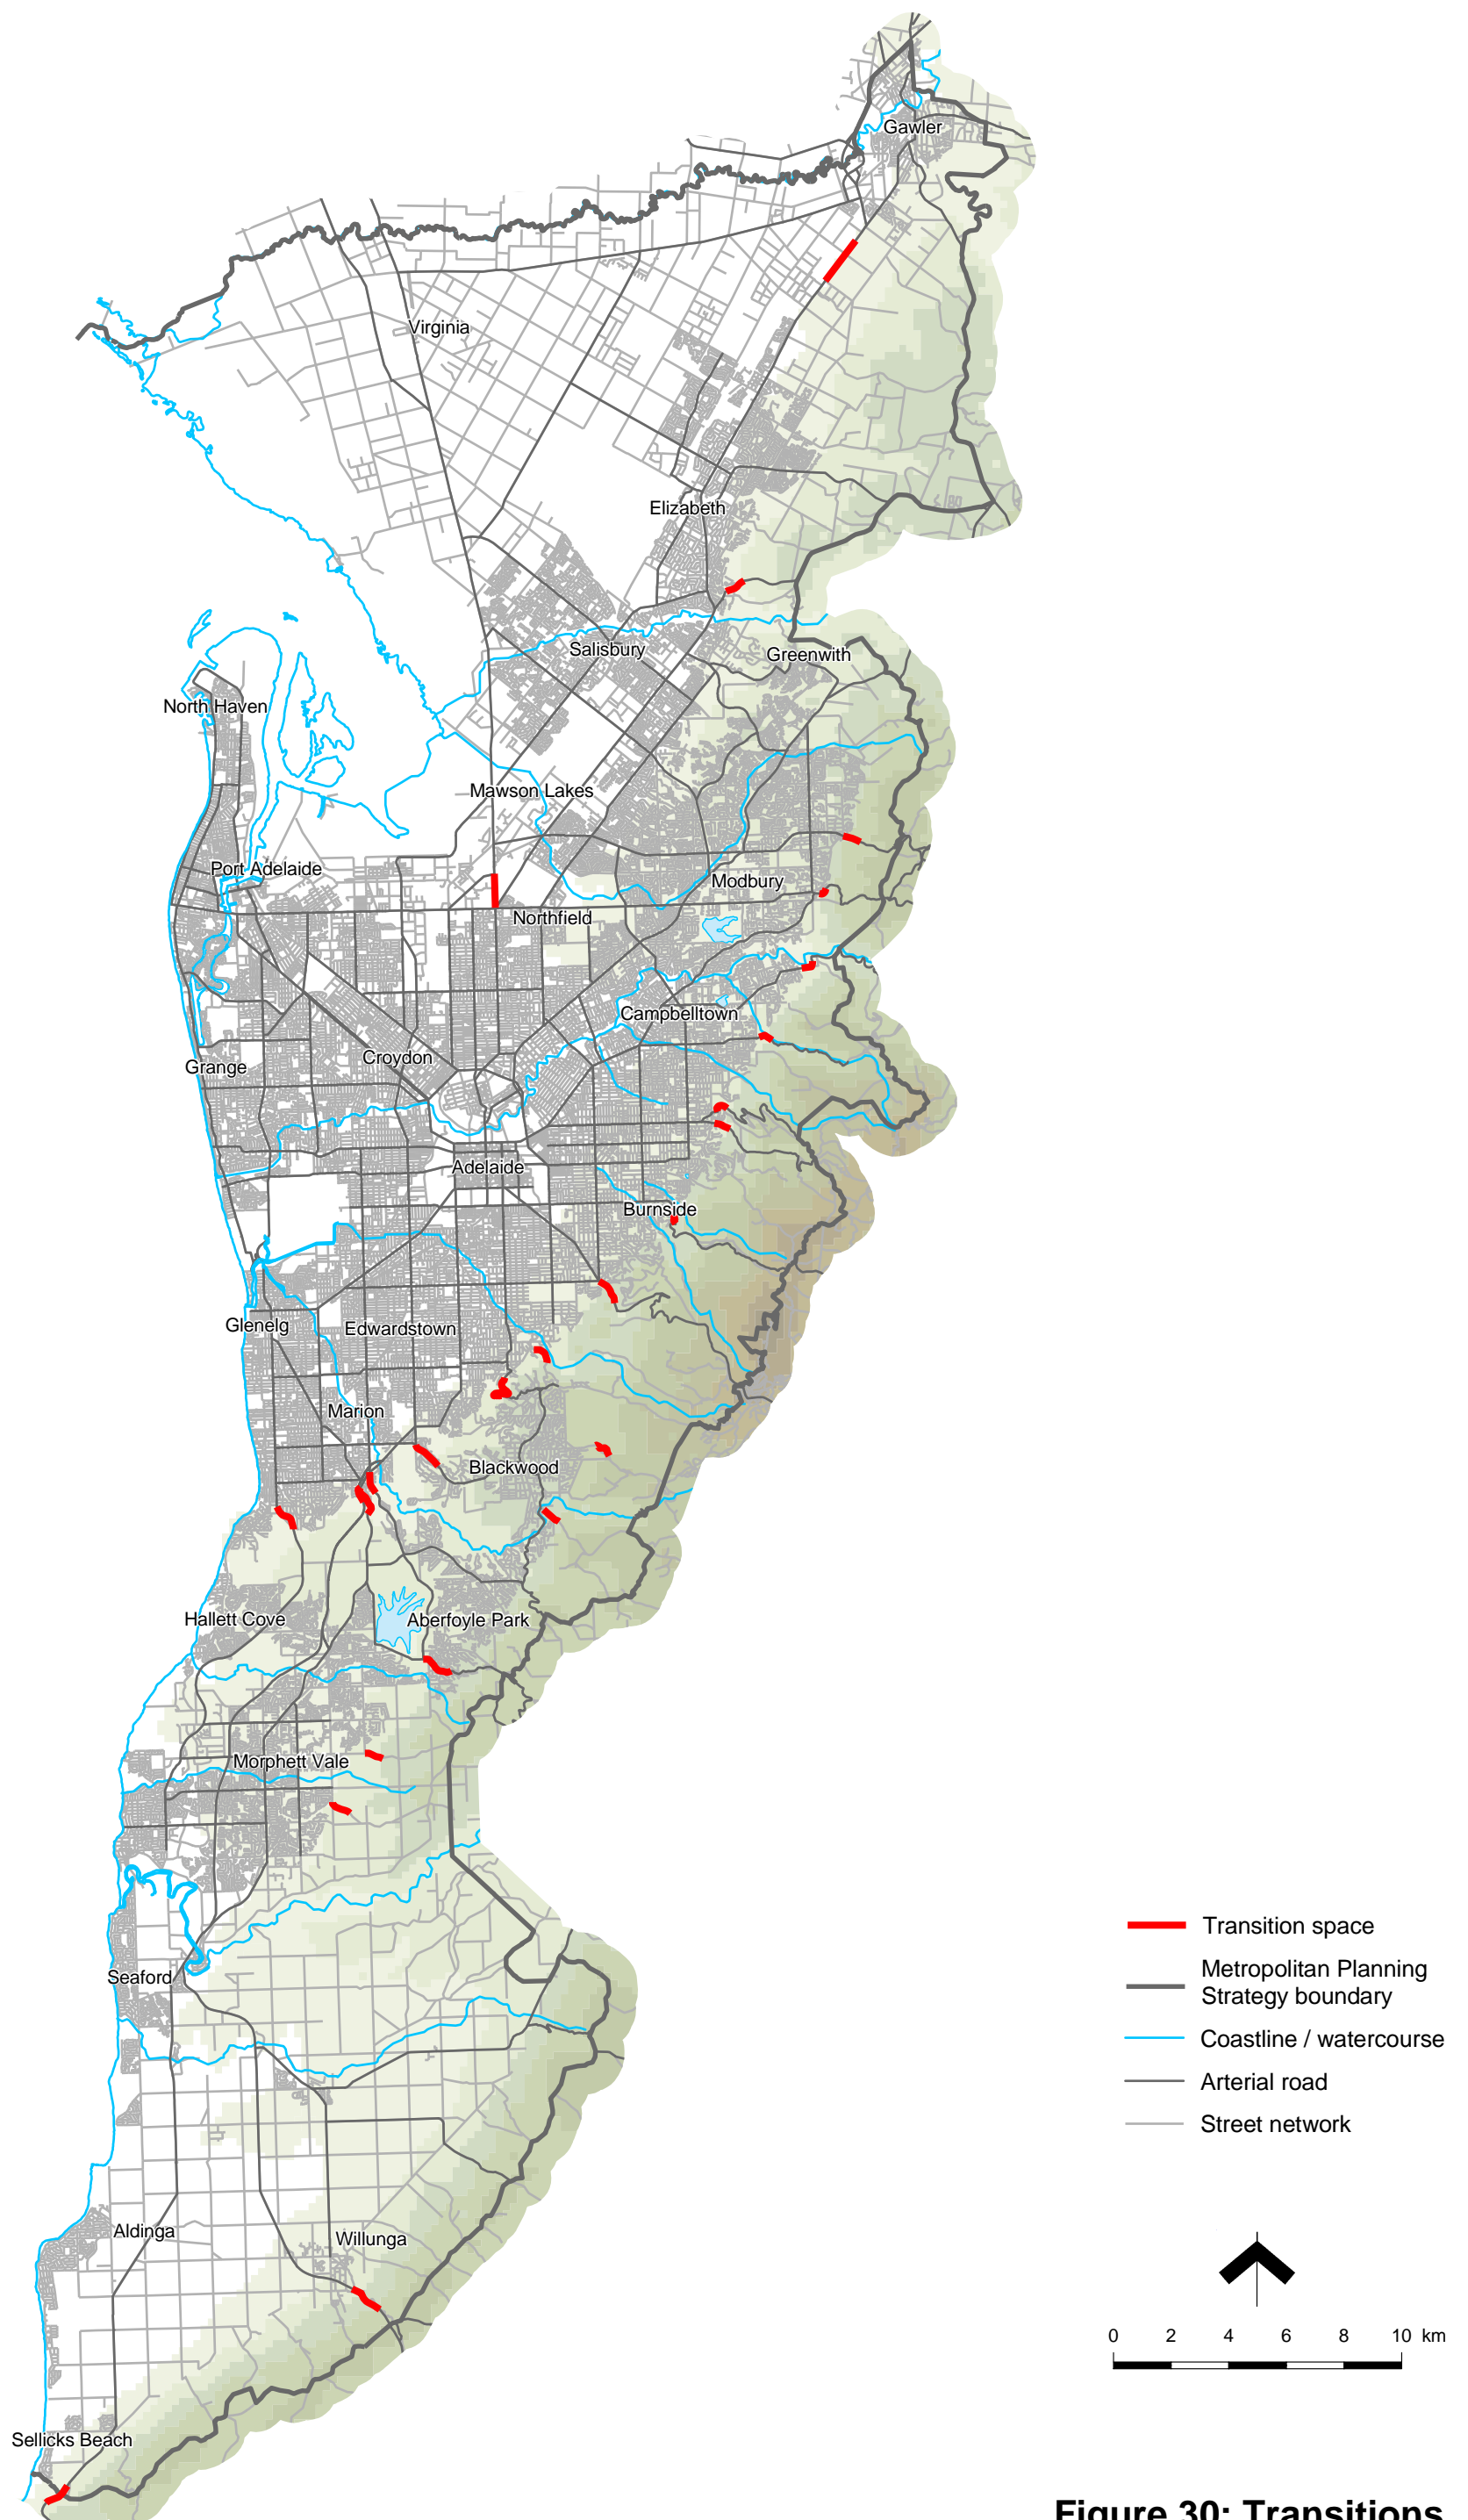 Gawler
Virginia
Elizabeth
Salisbury
Greenwith
North Haven
Mawson Lakes
Port Adelaide
Modbury
Northfield
Campbelltown
Croydon
Grange
Adelaide
Burnside
Glenelg
Edwardstown
Marion
Blackwood
Hallett Cove
Aberfoyle Park
Morphett Vale
Transition space
Metropolitan Planning
Strategy boundary
Seaford
Coastline / watercourse
Arterial road
Street network
Aldinga
Willunga
0 2 4 6 8 10 km
Sellicks Beach
Figure 30: Transitions